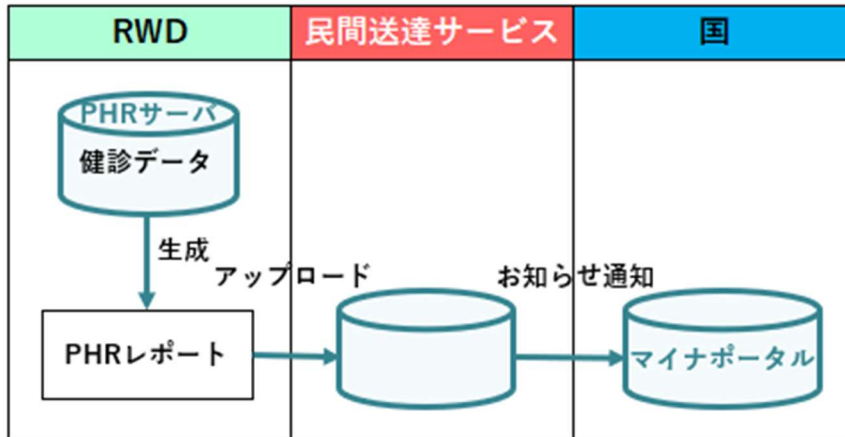 RWD
民間送達サービス
国
PHRサーバ
健診データ
生成
アップロード
お知らせ通知
PHRレポート
マイナポータル